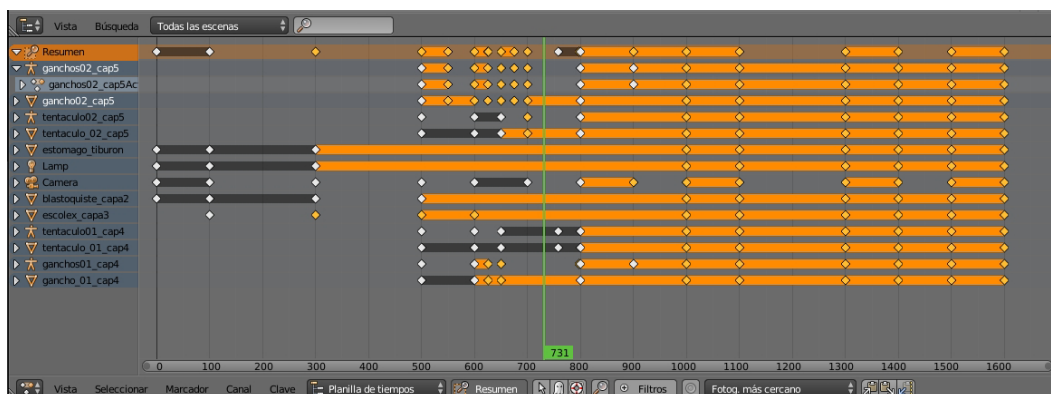 Vista Búsqueda Todas las escenas
Resumen
ganchos02_cap5
ganchos02_cap5Ac
gancho02_cap5
tentaculo02_cap5
tentaculo_02_cap5
estomago_tiburon
Lamp
Camera
blastoquiste_capa2
escolex_capa3
tentaculo01_cap4
tentaculo_01_cap4
ganchos01_cap4
gancho_01_cap4
731
0 100 200 300 400 500 600 700 800 900 1000 1100 1200 1300 1400 1500 1600
Vista Seleccionar Marcador Canal Clave Planilla de tiempos Resumen Filtros Fotog. más cercano